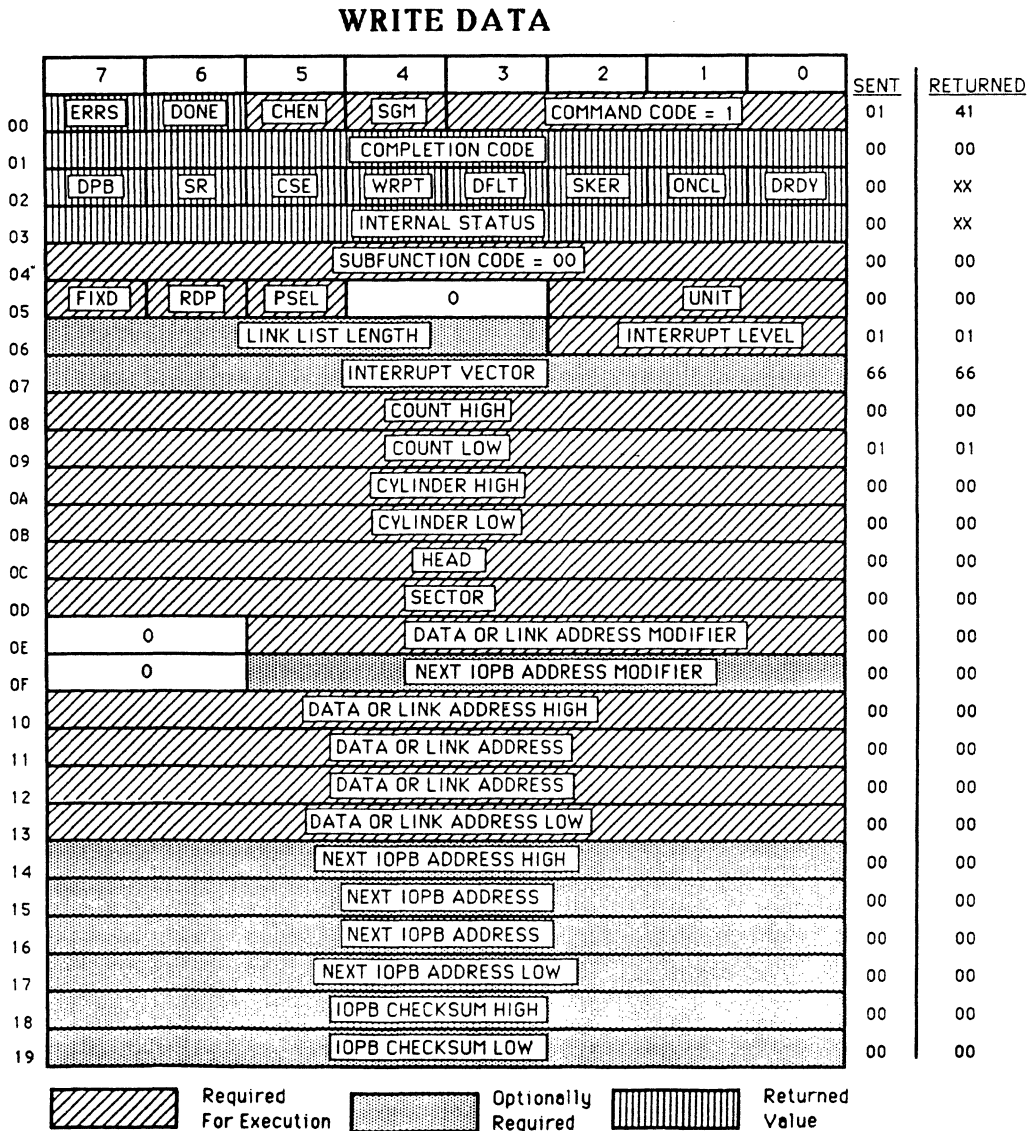 WRITE DATA
7 6 5 4 3 2 1 0 SENT RETURNED
00 ERRS DONE CHEN SGM COMMAND CODE = 1 01 41
01 COMPLETION CODE 00 00
02 DPB SR CSE WRPT DFLT SKER ONCL DRDY 00 XX
03 INTERNAL STATUS 00 XX
04 SUBFUNCTION CODE = 00 00 00
05 FIXD RDP PSEL 0 UNIT 00 00
06 LINK LIST LENGTH INTERRUPT LEVEL 01 01
07 INTERRUPT VECTOR 66 66
08 COUNT HIGH 00 00
09 COUNT LOW 01 01
0A CYLINDER HIGH 00 00
0B CYLINDER LOW 00 00
0C HEAD 00 00
0D SECTOR 00 00
0E 0 DATA OR LINK ADDRESS MODIFIER 00 00
0F 0 NEXT IOPB ADDRESS MODIFIER 00 00
10 DATA OR LINK ADDRESS HIGH 00 00
11 DATA OR LINK ADDRESS 00 00
12 DATA OR LINK ADDRESS 00 00
13 DATA OR LINK ADDRESS LOW 00 00
14 NEXT IOPB ADDRESS HIGH 00 00
15 NEXT IOPB ADDRESS 00 00
16 NEXT IOPB ADDRESS 00 00
17 NEXT IOPB ADDRESS LOW 00 00
18 IOPB CHECKSUM HIGH 00 00
19 IOPB CHECKSUM LOW 00 00
Required For Execution
Optionally Required
Returned Value